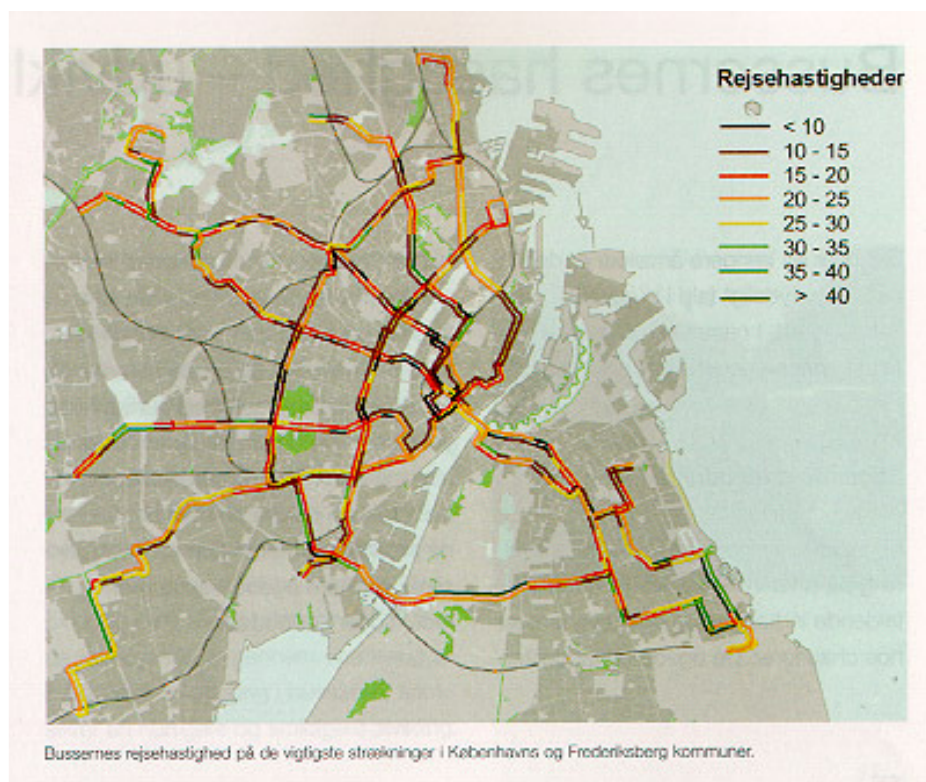 Rejsehastigheder
< 10
10 - 15
15 - 20
20 - 25
25 - 30
30 - 35
35 - 40
> 40
Bussernes rejsehastighed på de vigtigste strækninger i Københavns og Frederiksberg kommuner.